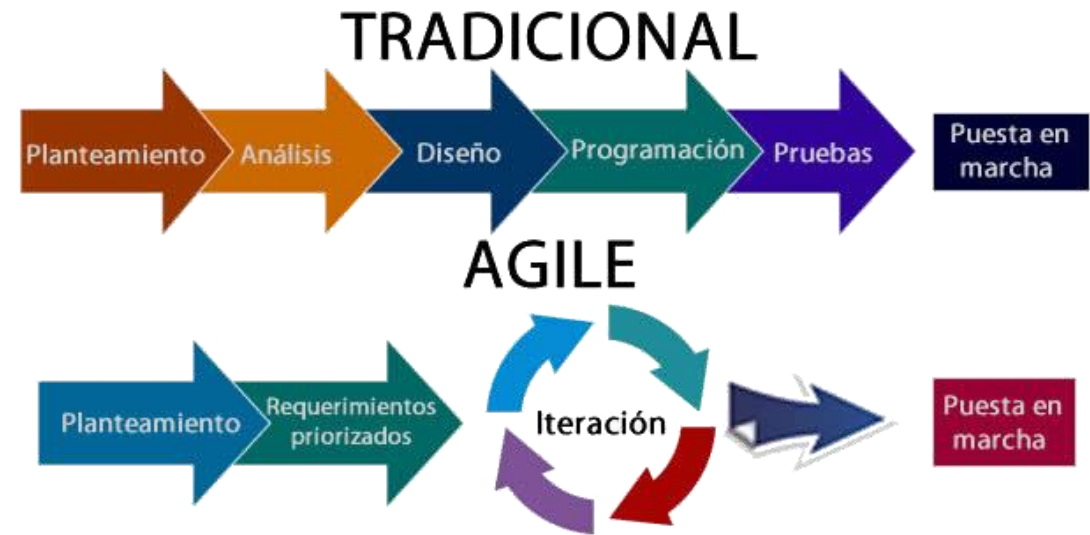 TRADICIONAL
Planteamiento
Análisis
Diseño
Programación
Pruebas
Puesta en
marcha
AGILE
Planteamiento
Requerimientos
priorizados
Iteración
Puesta en
marcha